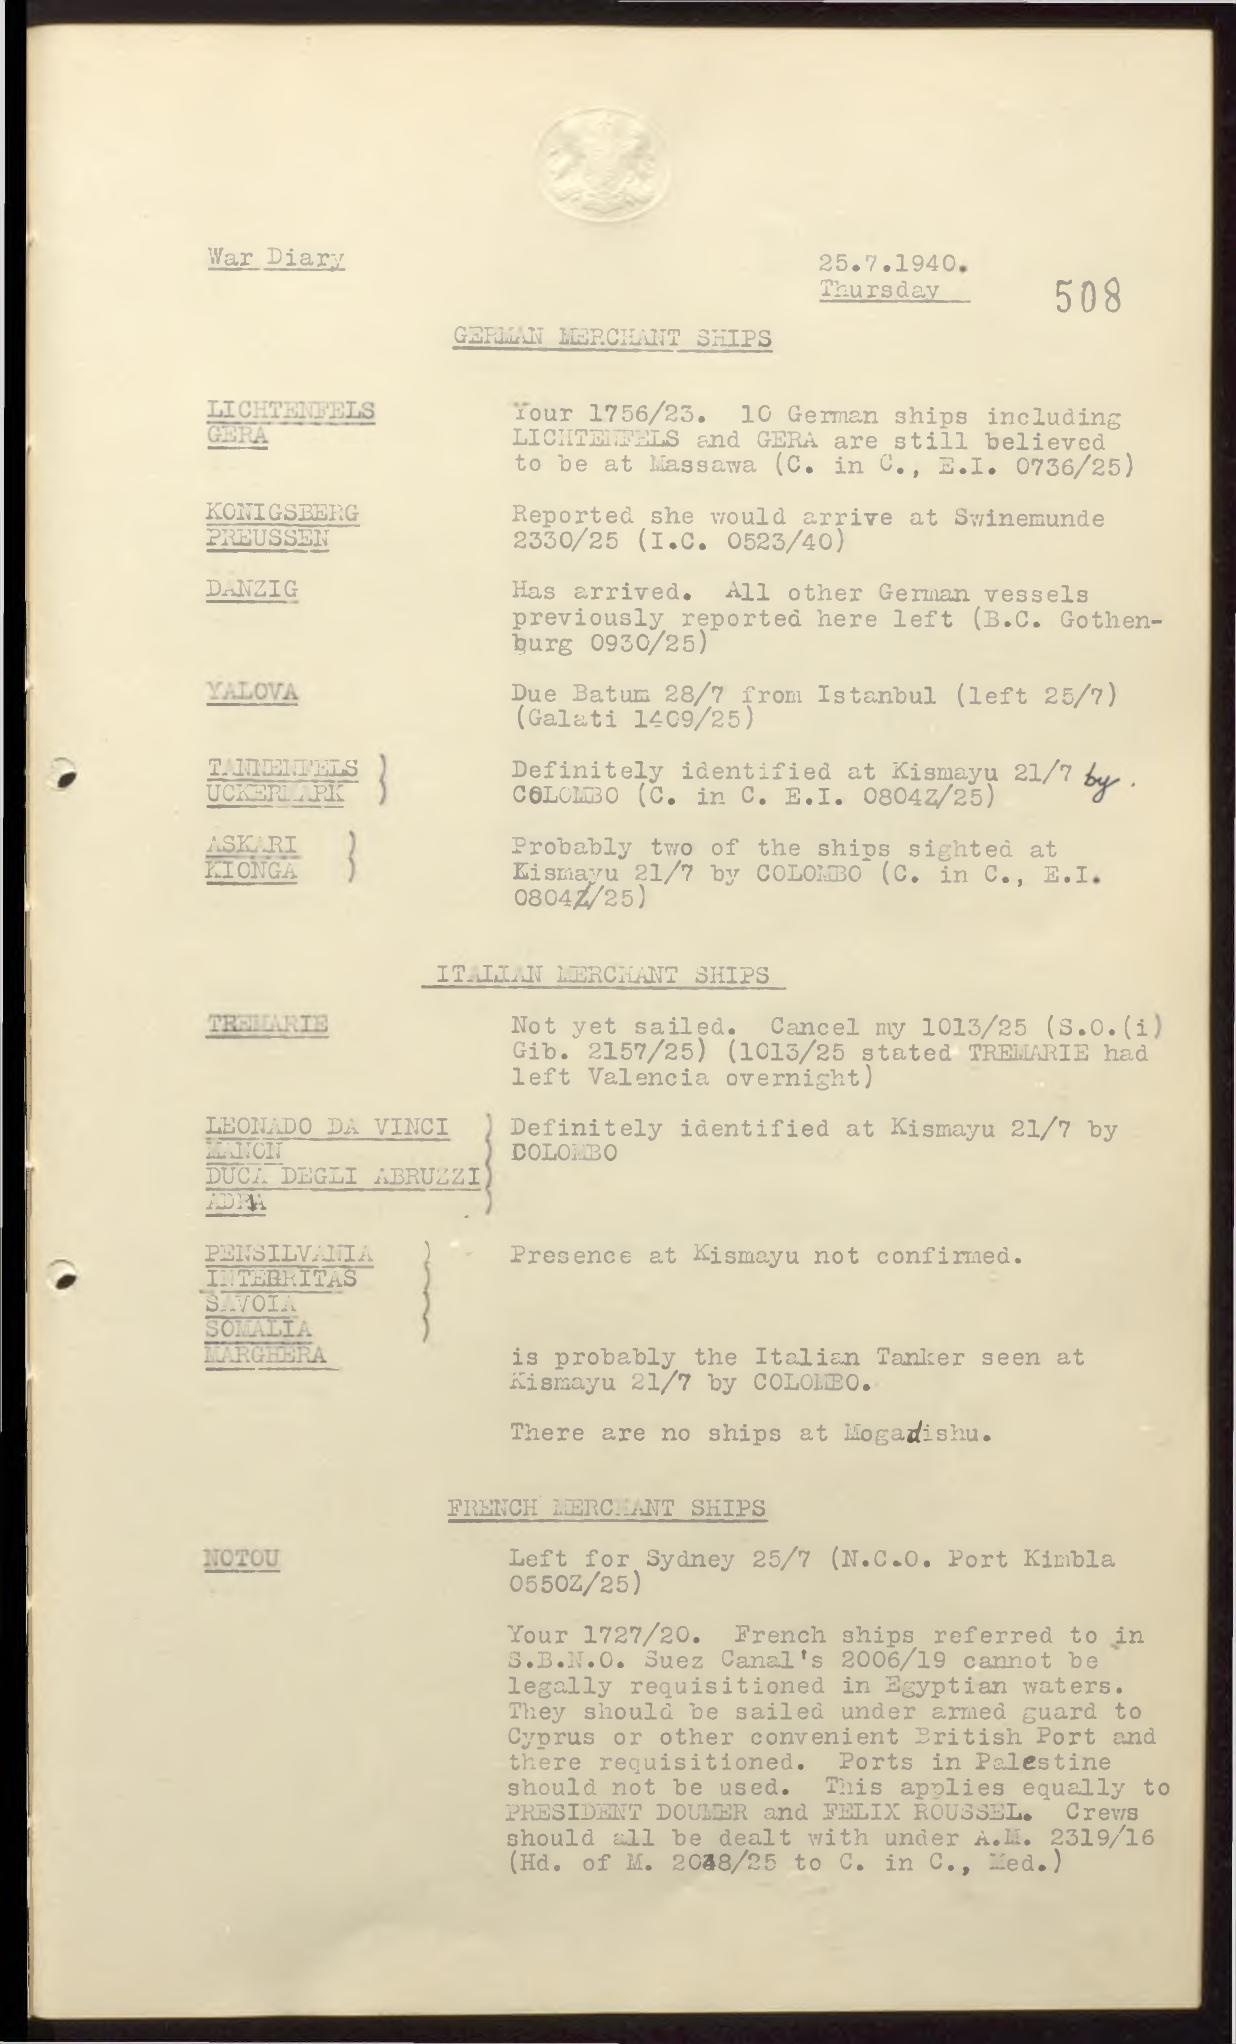 War Diary
25.7.1940.
Thursday
508
GERMAN MERCHANT SHIPS
LICHTENFELS
GERA
Your 1756/23. 10 German ships including
LICHTENFELS and GERA are still believed
to be at Massawa (C. in C., E.I. 0736/25)
KONIGSBERG
PREUSSEN
Reported she would arrive at Swinemunde
2330/25 (I.C. 0523/40)
DANZIG
Has arrived. All other German vessels
previously reported here left (B.C. Gothen-
burg 0930/25)
YALOVA
Due Batum 28/7 from Istanbul (left 25/7)
(Galati 1409/25)
TANNENFELS
UCKERMARK
Definitely identified at Kismayu 21/7 by.
COLOMBO (C. in C. E.I. 0804Z/25)
ASKARI
KIONGA
Probably two of the ships sighted at
Kismayu 21/7 by COLOMBO (C. in C., E.I.
0804Z/25)
ITALIAN MERCHANT SHIPS
TREMARIE
Not yet sailed. Cancel my 1013/25 (S.O.(i)
Gib. 2157/25) (1013/25 stated TREMARIE had
left Valencia overnight)
LEONADO DA VINCI
MANON
DUCA DEGLI ABRUZZI
ADRA
Definitely identified at Kismayu 21/7 by
COLOMBO
PENSILVANIA
INTEGRITAS
SAVOIA
SOMALIA
Presence at Kismayu not confirmed.
MARGHERA
is probably the Italian Tanker seen at
Kismayu 21/7 by COLOMBO.
There are no ships at Mogadishu.
FRENCH MERCHANT SHIPS
NOTOU
Left for Sydney 25/7 (N.C.O. Port Kimbla
0550Z/25)
Your 1727/20. French ships referred to in
S.B.N.O. Suez Canal's 2006/19 cannot be
legally requisitioned in Egyptian waters.
They should be sailed under armed guard to
Cyprus or other convenient British Port and
there requisitioned. Ports in Palestine
should not be used. This applies equally to
PRESIDENT DOUMER and FELIX ROUSSEL. Crews
should all be dealt with under A.M. 2319/16
(Hd. of M. /25 to C. in C., Med.)